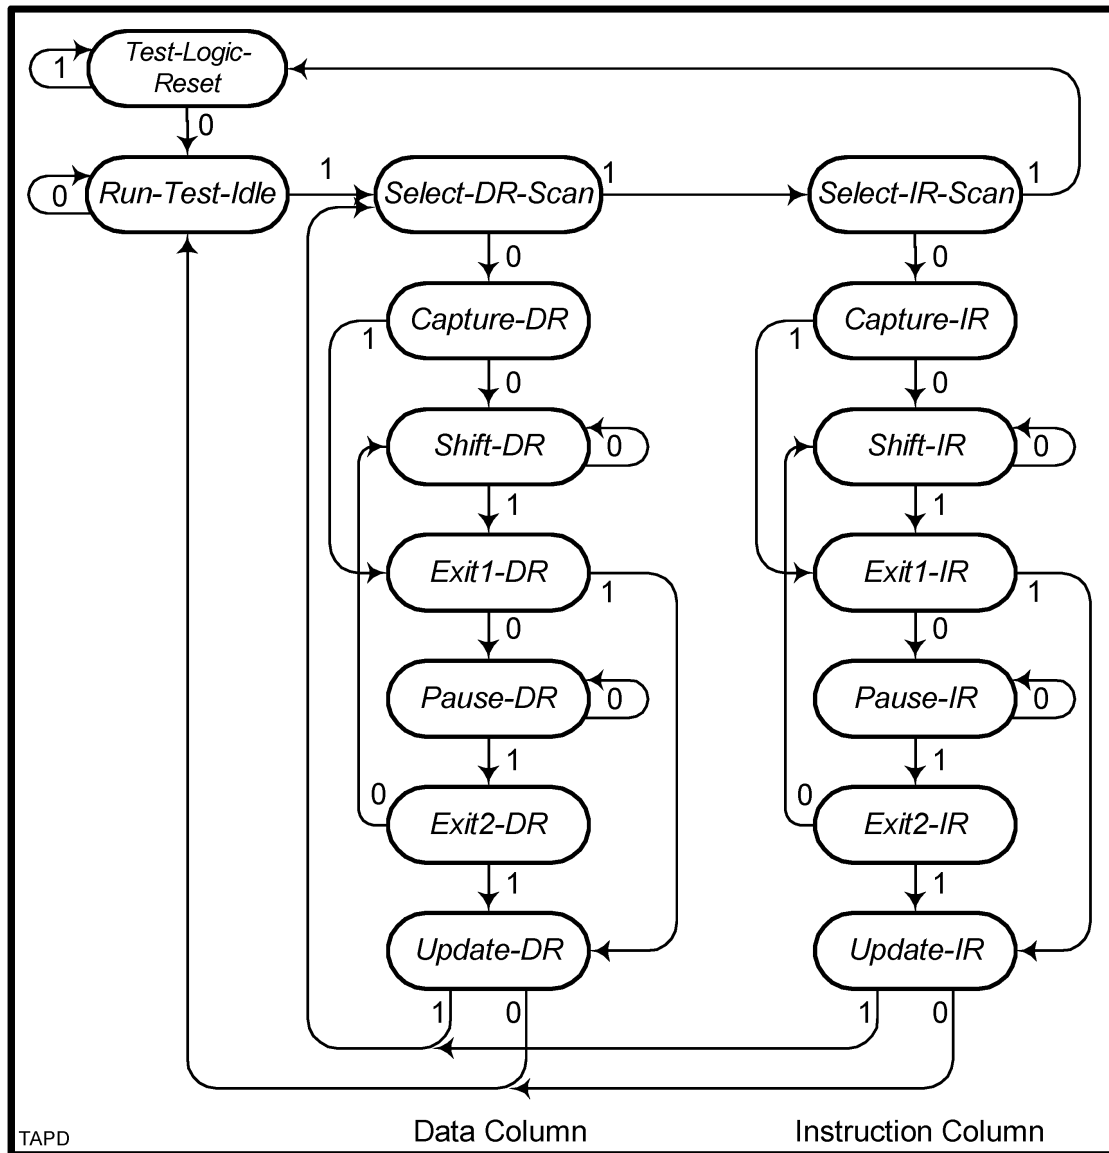 Test-Logic-
Reset
1
0
Run-Test-Idle
0
1
Select-DR-Scan
1
Select-IR-Scan
1
0
0
Capture-DR
1
Capture-IR
1
0
0
Shift-DR
0
Shift-IR
0
1
1
Exit1-DR
1
Exit1-IR
1
0
0
Pause-DR
0
Pause-IR
0
1
1
0
Exit2-DR
0
Exit2-IR
1
1
Update-DR
Update-IR
1
0
1
0
TAPD
Data Column
Instruction Column